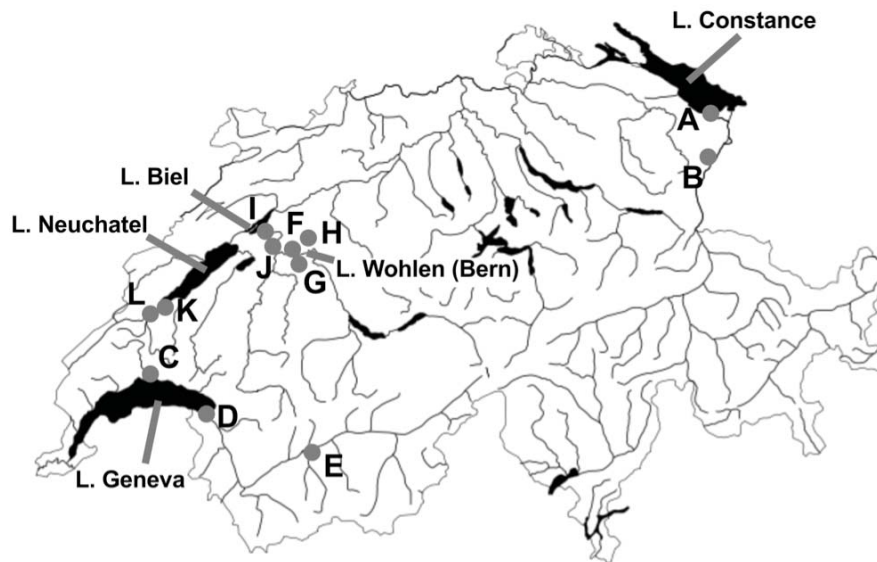 L. Constance
A
B
L. Biel
I
F
H
L. Neuchatel
J
L. Wohlen (Bern)
G
L
K
C
D
E
L. Geneva